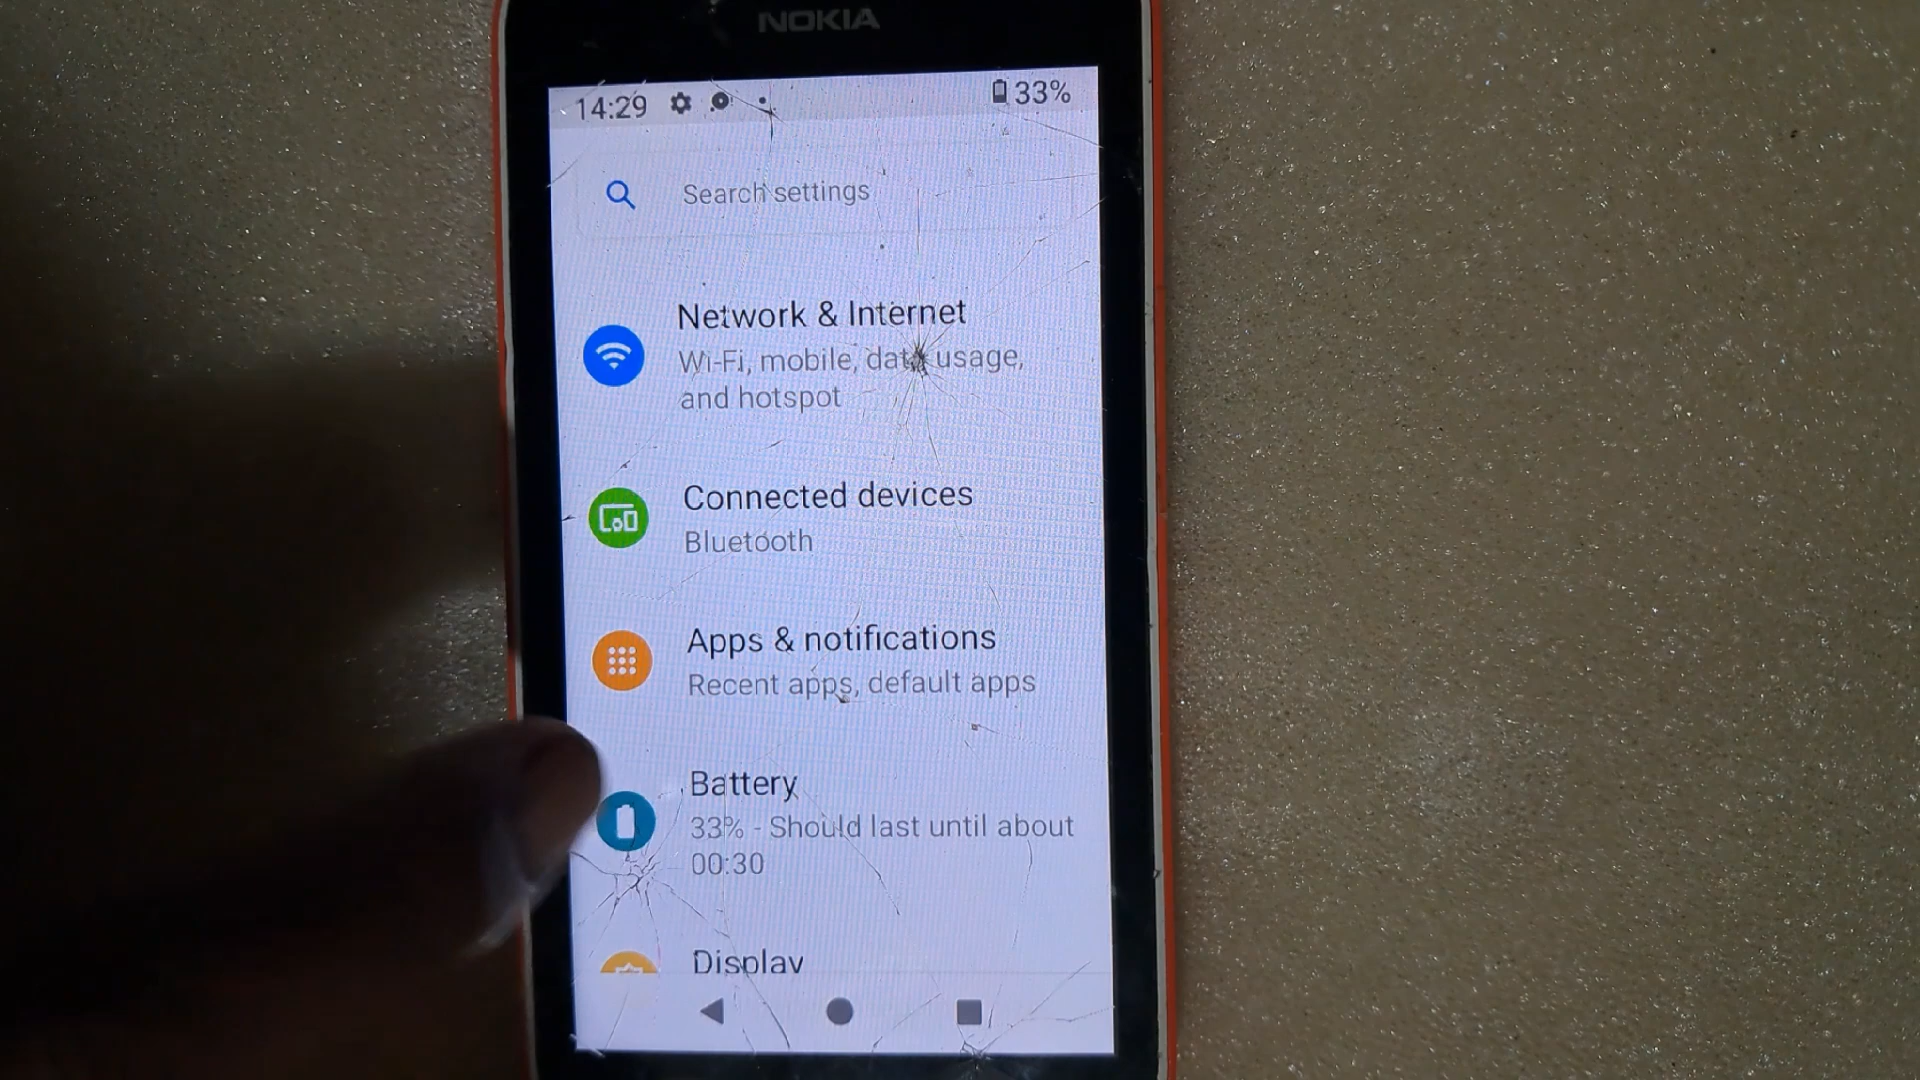 NOKIA
14:29 33%
Search settings
Network & Internet
Wi-Fi, mobile, data usage,
and hotspot
Connected devices
Bluetooth
Apps & notifications
Recent apps, default apps
Battery
33% - Should last until about
00:30
Display